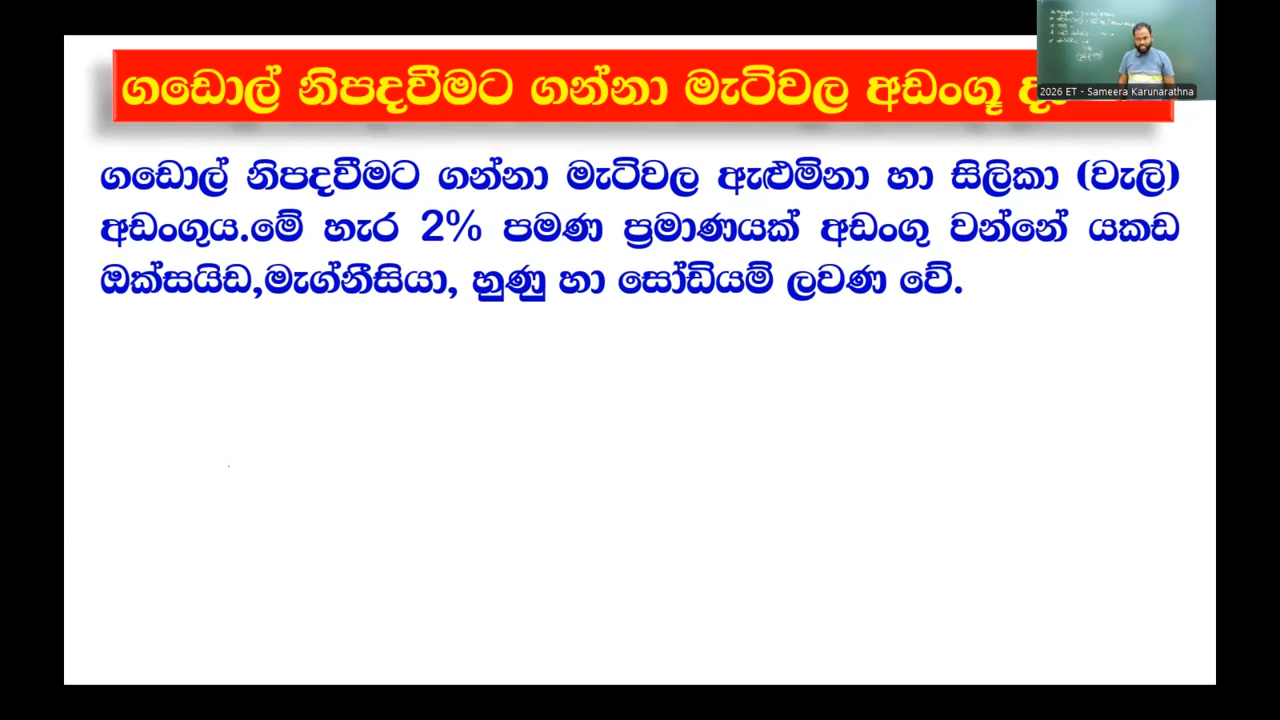 ගඩොල් නිපදවීමට ගන්නා මැටිවල අඩංගූ
2026 ET - Sameera Karunarathna
ගඩොල් නිපදවීමට ගන්නා මැටිවල ඇළුමිනා හා සිලිකා (වැලි)
අඩංගුය.මේ හැර 2% පමණ ප්‍රමාණයක් අඩංගු වන්නේ යකඩ
ඔක්සයිඩ,මැග්නීසියා, හුණු හා සෝඩියම් ලවණ වේ.